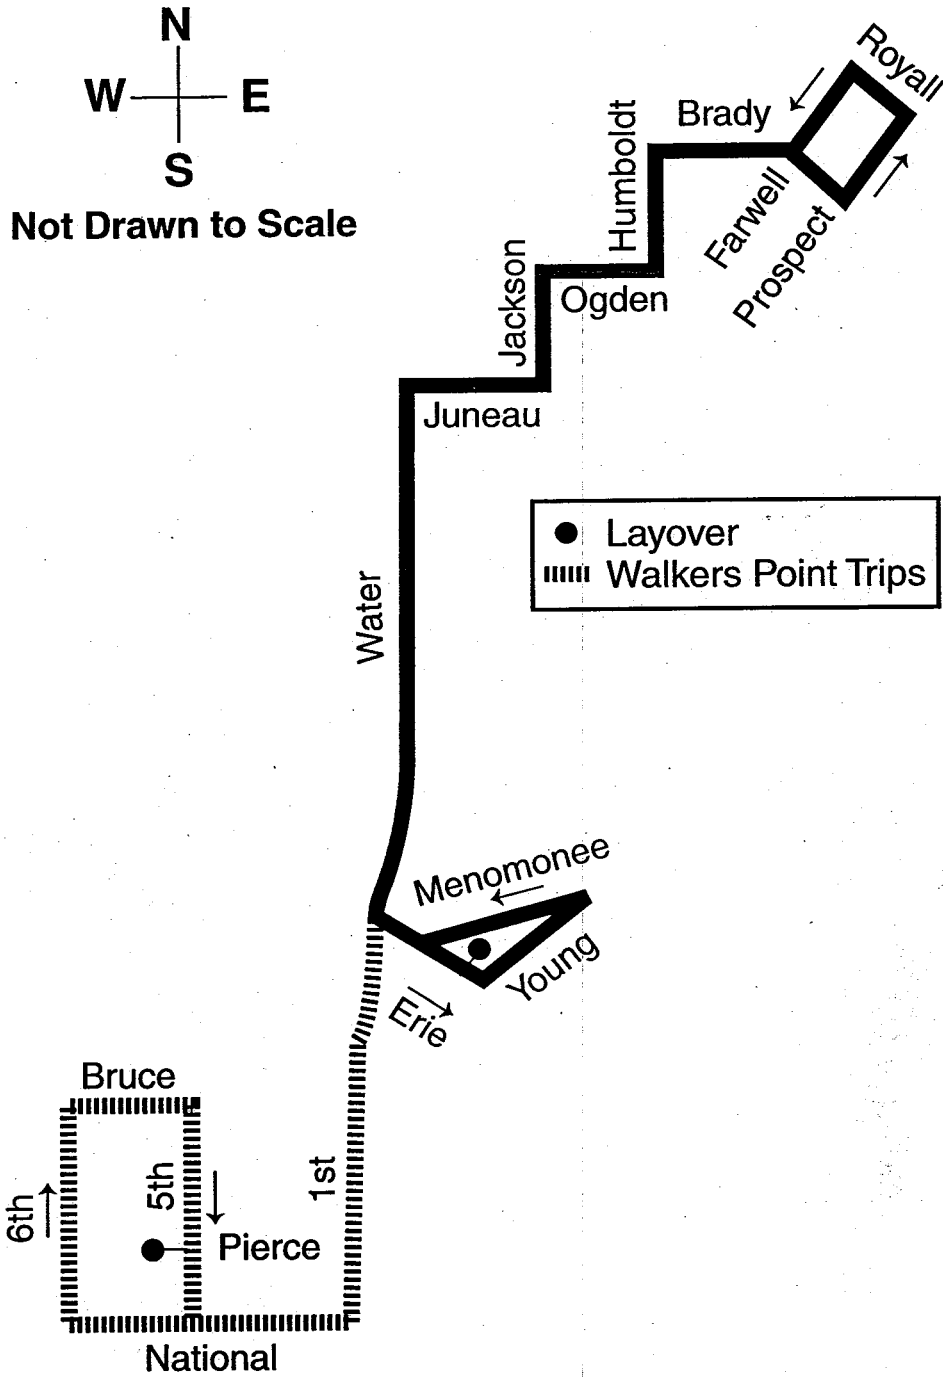 N
W E
S
Not Drawn to Scale
Royall
Brady
Humboldt
Farwell
Prospect
Jackson
Ogden
Juneau
Layover
Walkers Point Trips
Water
Menomonee
Young
Erie
Bruce
6th
5th
1st
Pierce
National